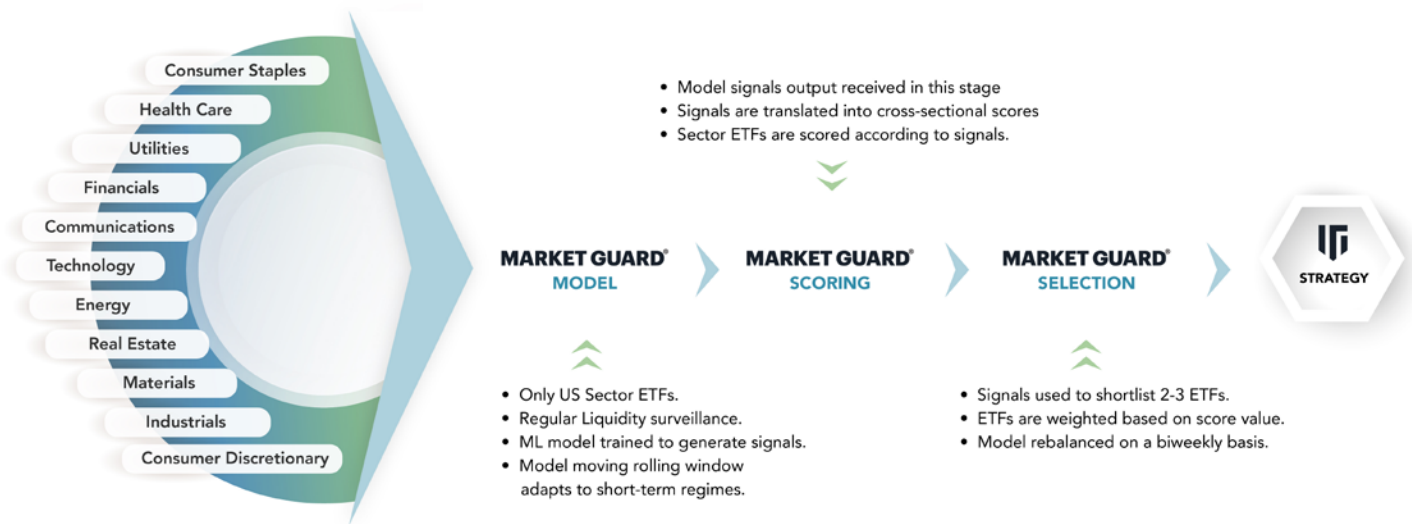 Consumer Staples
Health Care
Utilities
Financials
Communications
Technology
Energy
Real Estate
Materials
Industrials
Consumer Discretionary
• Model signals output received in this stage
• Signals are translated into cross-sectional scores
• Sector ETFs are scored according to signals.
MARKET GUARD®
MODEL
MARKET GUARD®
SCORING
MARKET GUARD®
SELECTION
STRATEGY
• Only US Sector ETFs.
• Regular Liquidity surveillance.
• ML model trained to generate signals.
• Model moving rolling window
adapts to short-term regimes.
• Signals used to shortlist 2-3 ETFs.
• ETFs are weighted based on score value.
• Model rebalanced on a biweekly basis.